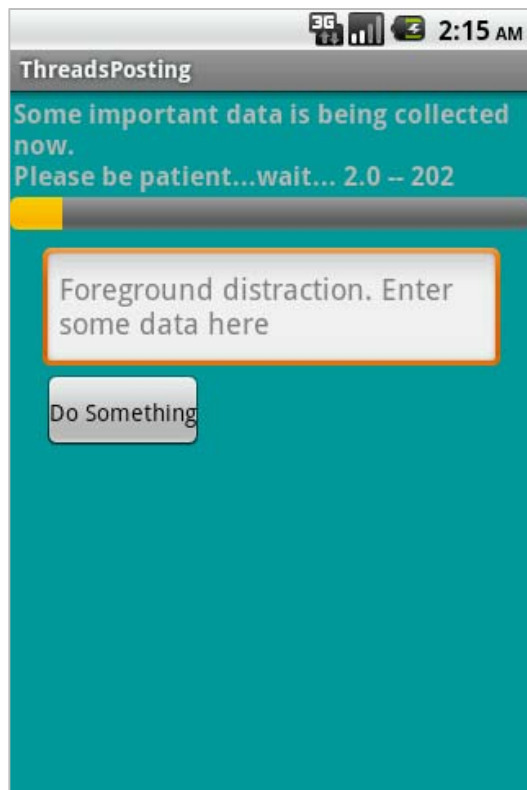 3G 2:15 AM
ThreadsPosting
Some important data is being collected
now.
Please be patient...wait... 2.0 -- 202
Foreground distraction. Enter
some data here
Do Something